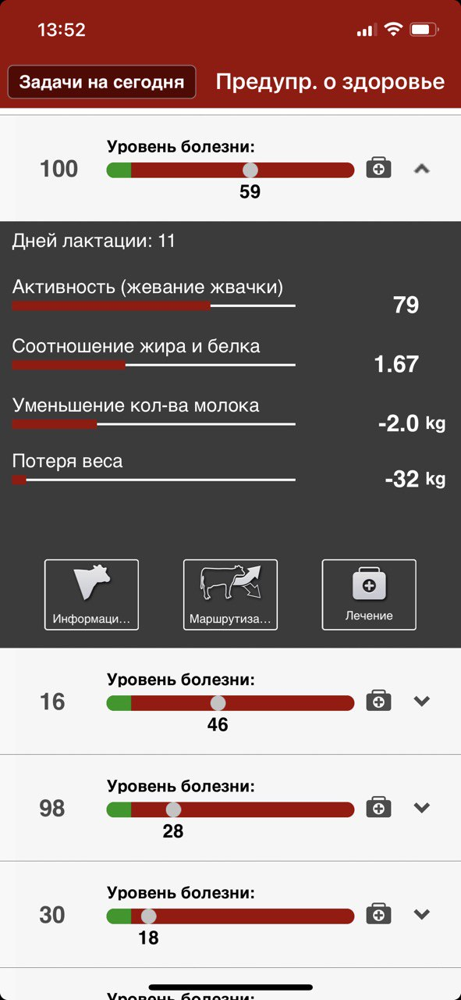 13:52
Задачи на сегодня
Предупр. о здоровье
Уровень болезни:
100
59
Дней лактации: 11
Активность (жевание жвачки)
79
Соотношение жира и белка
1.67
Уменьшение кол-ва молока
-2.0 kg
Потеря веса
-32 kg
Информаци...
Маршрутиза...
Лечение
Уровень болезни:
16
46
Уровень болезни:
98
28
Уровень болезни:
30
18
Уровень болезни: